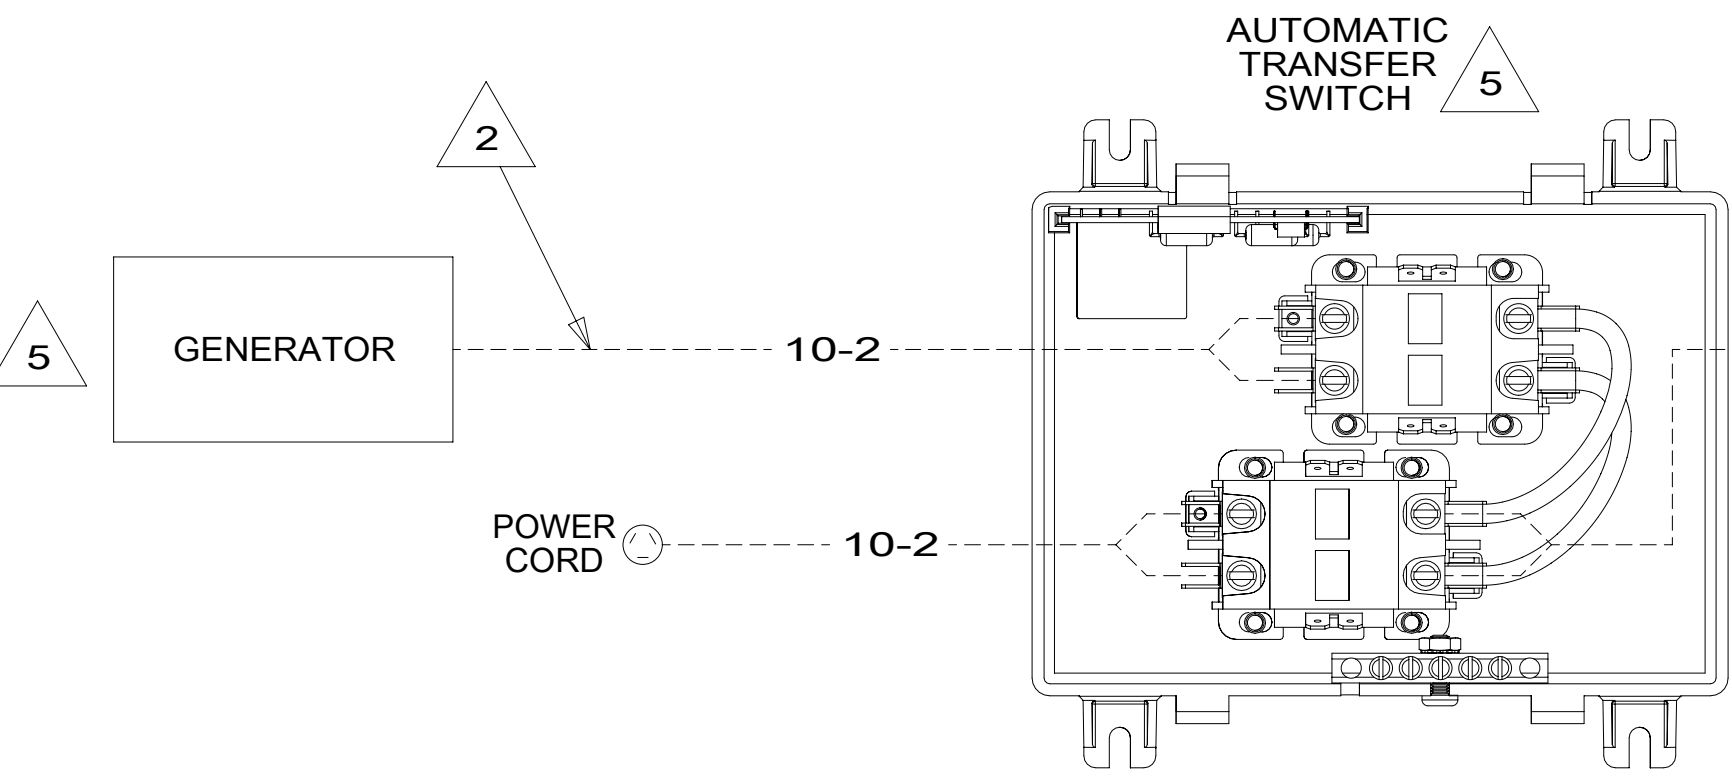 AUTOMATIC
TRANSFER
SWITCH
5
2
5
GENERATOR
10-2
POWER
CORD
10-2